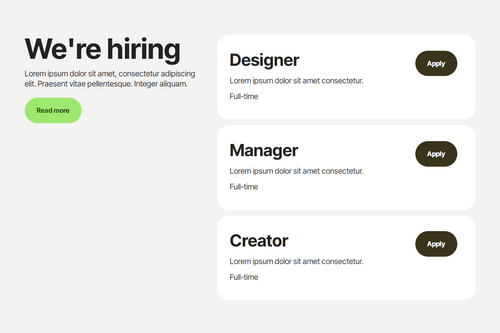 We're hiring
Lorem ipsum dolor sit amet, consectetur adipiscing
elit. Praesent vitae pellentesque. Integer aliquam.
Read more
Designer
Apply
Lorem ipsum dolor sit amet consectetur.
Full-time
Manager
Apply
Lorem ipsum dolor sit amet consectetur.
Full-time
Creator
Apply
Lorem ipsum dolor sit amet consectetur.
Full-time